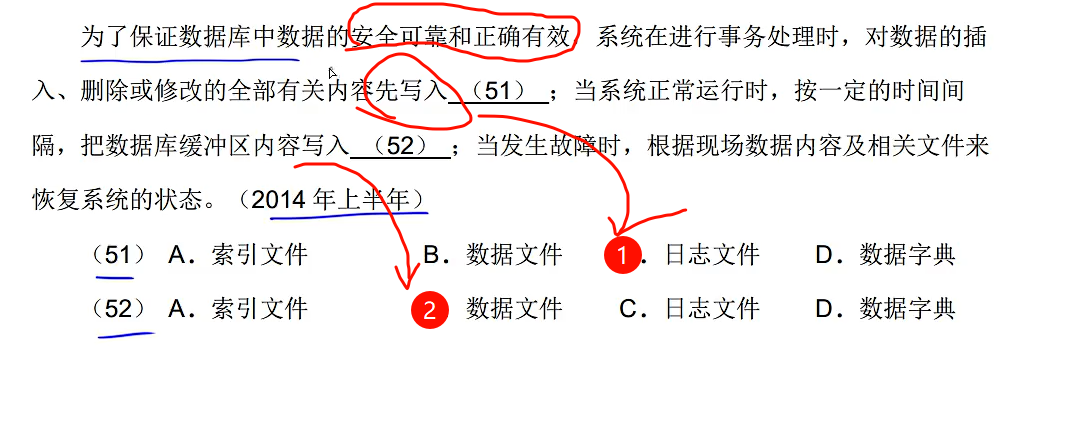 为了保证数据库中数据的安全可靠和正确有效，系统在进行事务处理时，对数据的插
入、删除或修改的全部有关内容先写入 （51） ；当系统正常运行时，按一定的时间间
隔，把数据库缓冲区内容写入 （52） ；当发生故障时，根据现场数据内容及相关文件来
恢复系统的状态。（2014 年上半年）
（51） A．索引文件 B．数据文件 1．日志文件 D．数据字典
（52） A．索引文件 2 数据文件 C．日志文件 D．数据字典